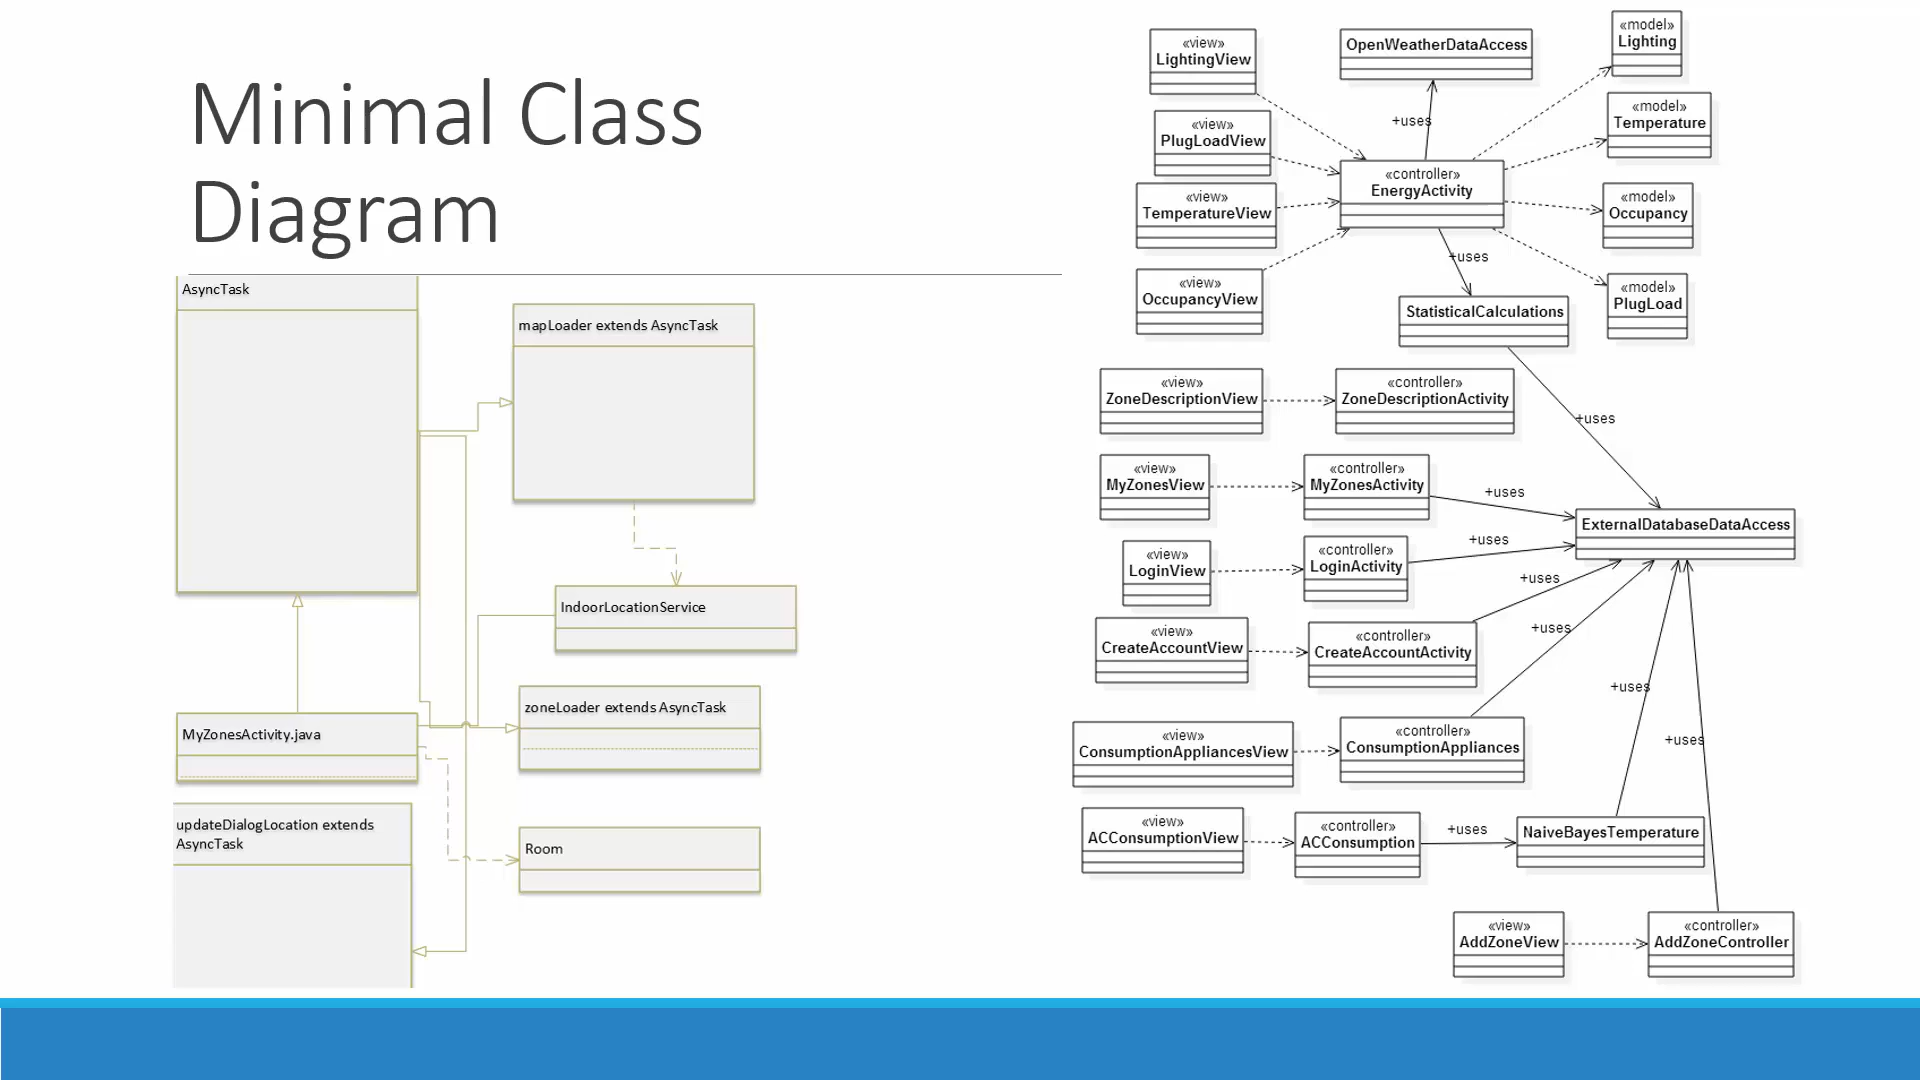 Minimal Class
Diagram
AsyncTask
mapLoader extends AsyncTask
IndoorLocationService
zoneLoader extends AsyncTask
MyZonesActivity.java
updateDialogLocation extends
AsyncTask
Room
«view»
LightingView
OpenWeatherDataAccess
«model»
Lighting
+uses
«view»
PlugLoadView
«model»
Temperature
«controller»
EnergyActivity
«view»
TemperatureView
«model»
Occupancy
+uses
«view»
OccupancyView
StatisticalCalculations
«model»
PlugLoad
«view»
ZoneDescriptionView
«controller»
ZoneDescriptionActivity
+uses
«view»
MyZonesView
«controller»
MyZonesActivity
+uses
ExternalDatabaseDataAccess
«view»
LoginView
«controller»
LoginActivity
+uses
+uses
«view»
CreateAccountView
«controller»
CreateAccountActivity
+uses
+uses
«view»
ConsumptionAppliancesView
«controller»
ConsumptionAppliances
+uses
«view»
ACConsumptionView
«controller»
ACConsumption
+uses
NaiveBayesTemperature
«view»
AddZoneView
«controller»
AddZoneController